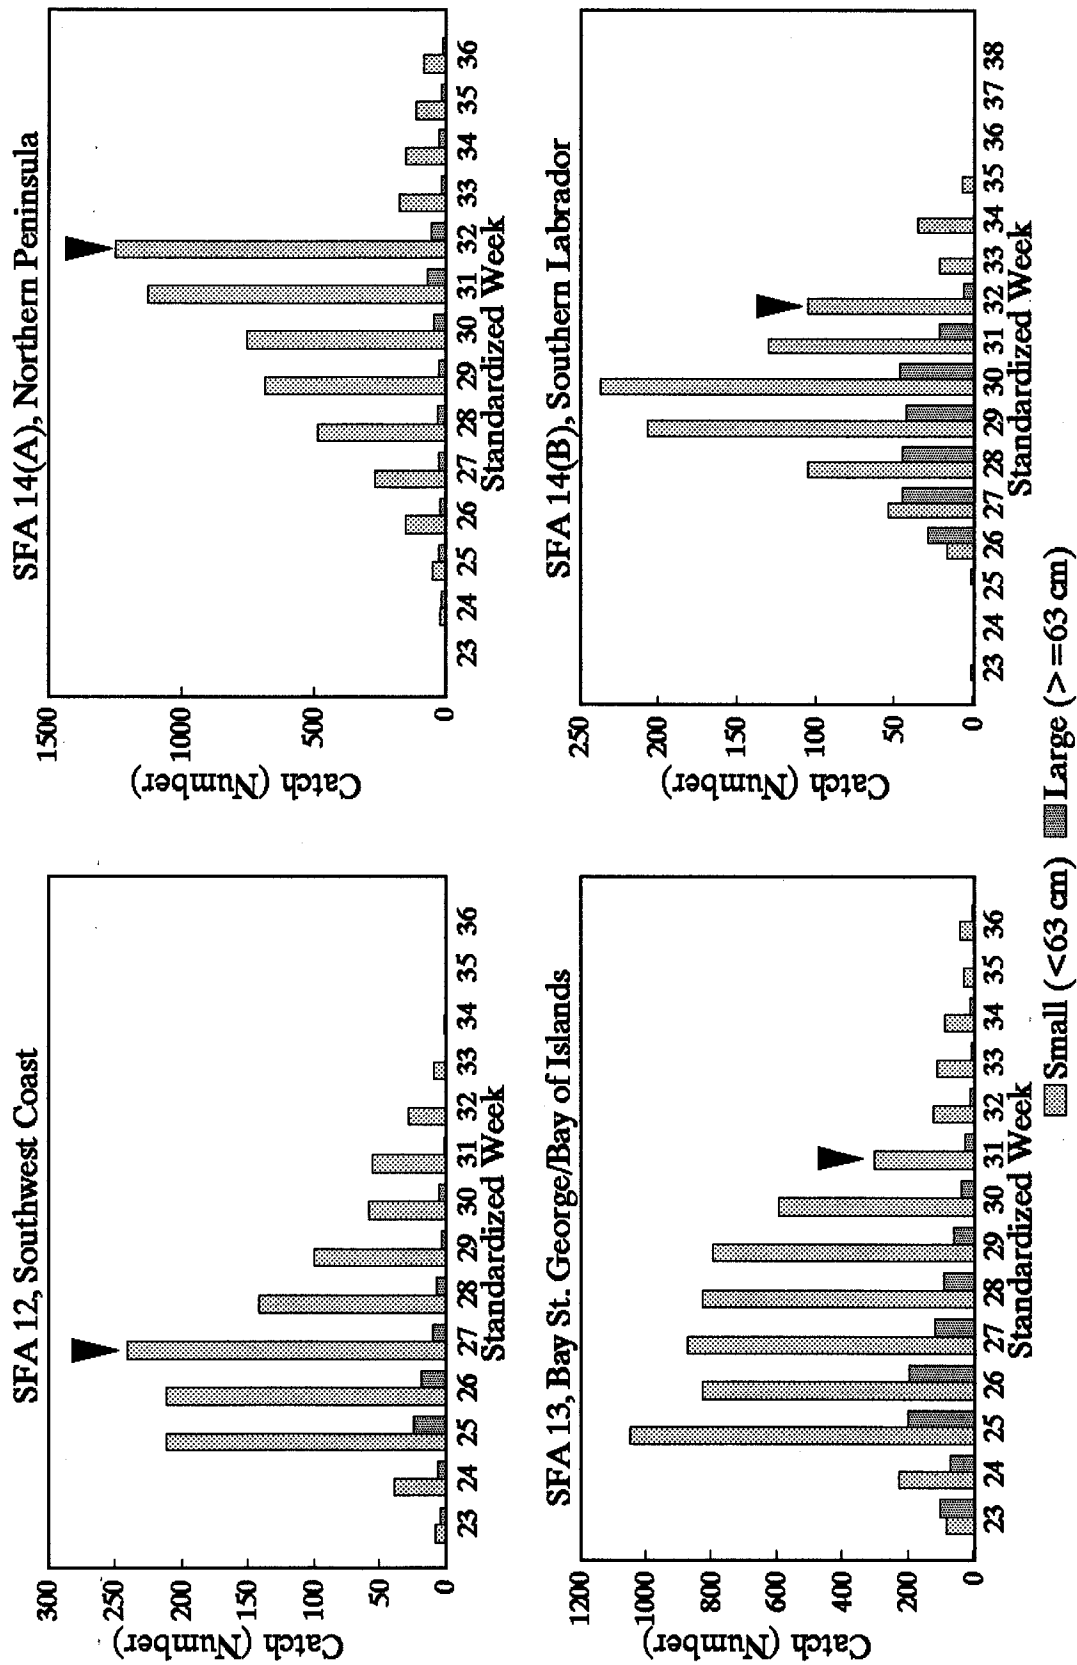 SFA 12, Southwest Coast
Catch (Number)
300
250
200
150
100
50
0
23 24 25 26 27 28 29 30 31 32 33 34 35 36
Standardized Week
SFA 14(A), Northern Peninsula
Catch (Number)
1500
1000
500
0
23 24 25 26 27 28 29 30 31 32 33 34 35 36
Standardized Week
SFA 13, Bay St. George/Bay of Islands
Catch (Number)
1200
1000
800
600
400
200
0
23 24 25 26 27 28 29 30 31 32 33 34 35 36
Standardized Week
SFA 14(B), Southern Labrador
Catch (Number)
250
200
150
100
50
0
23 24 25 26 27 28 29 30 31 32 33 34 35 36 37 38
Standardized Week
Small (<63 cm) Large (>=63 cm)